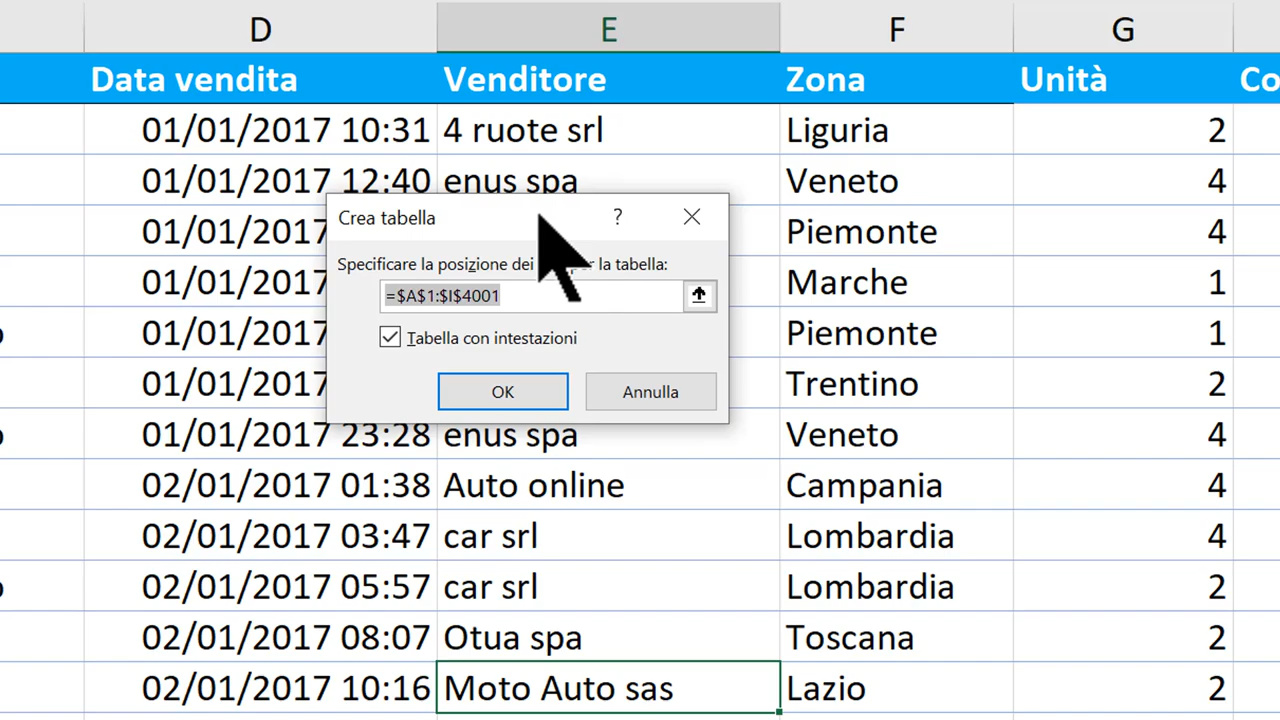 D E F G
Data vendita Venditore Zona Unità Co
01/01/2017 10:31 4 ruote srl Liguria 2
01/01/2017 12:40 enus spa Veneto 4
01/01/2017 Piemonte 4
01/01/2017 Marche 1
01/01/2017 Piemonte 1
01/01/2017 Trentino 2
01/01/2017 23:28 enus spa Veneto 4
02/01/2017 01:38 Auto online Campania 4
02/01/2017 03:47 car srl Lombardia 4
02/01/2017 05:57 car srl Lombardia 2
02/01/2017 08:07 Otua spa Toscana 2
02/01/2017 10:16 Moto Auto sas Lazio 2
Crea tabella ?
Specificare la posizione dei per la tabella:
=$A$1:$I$4001
Tabella con intestazioni
OK Annulla